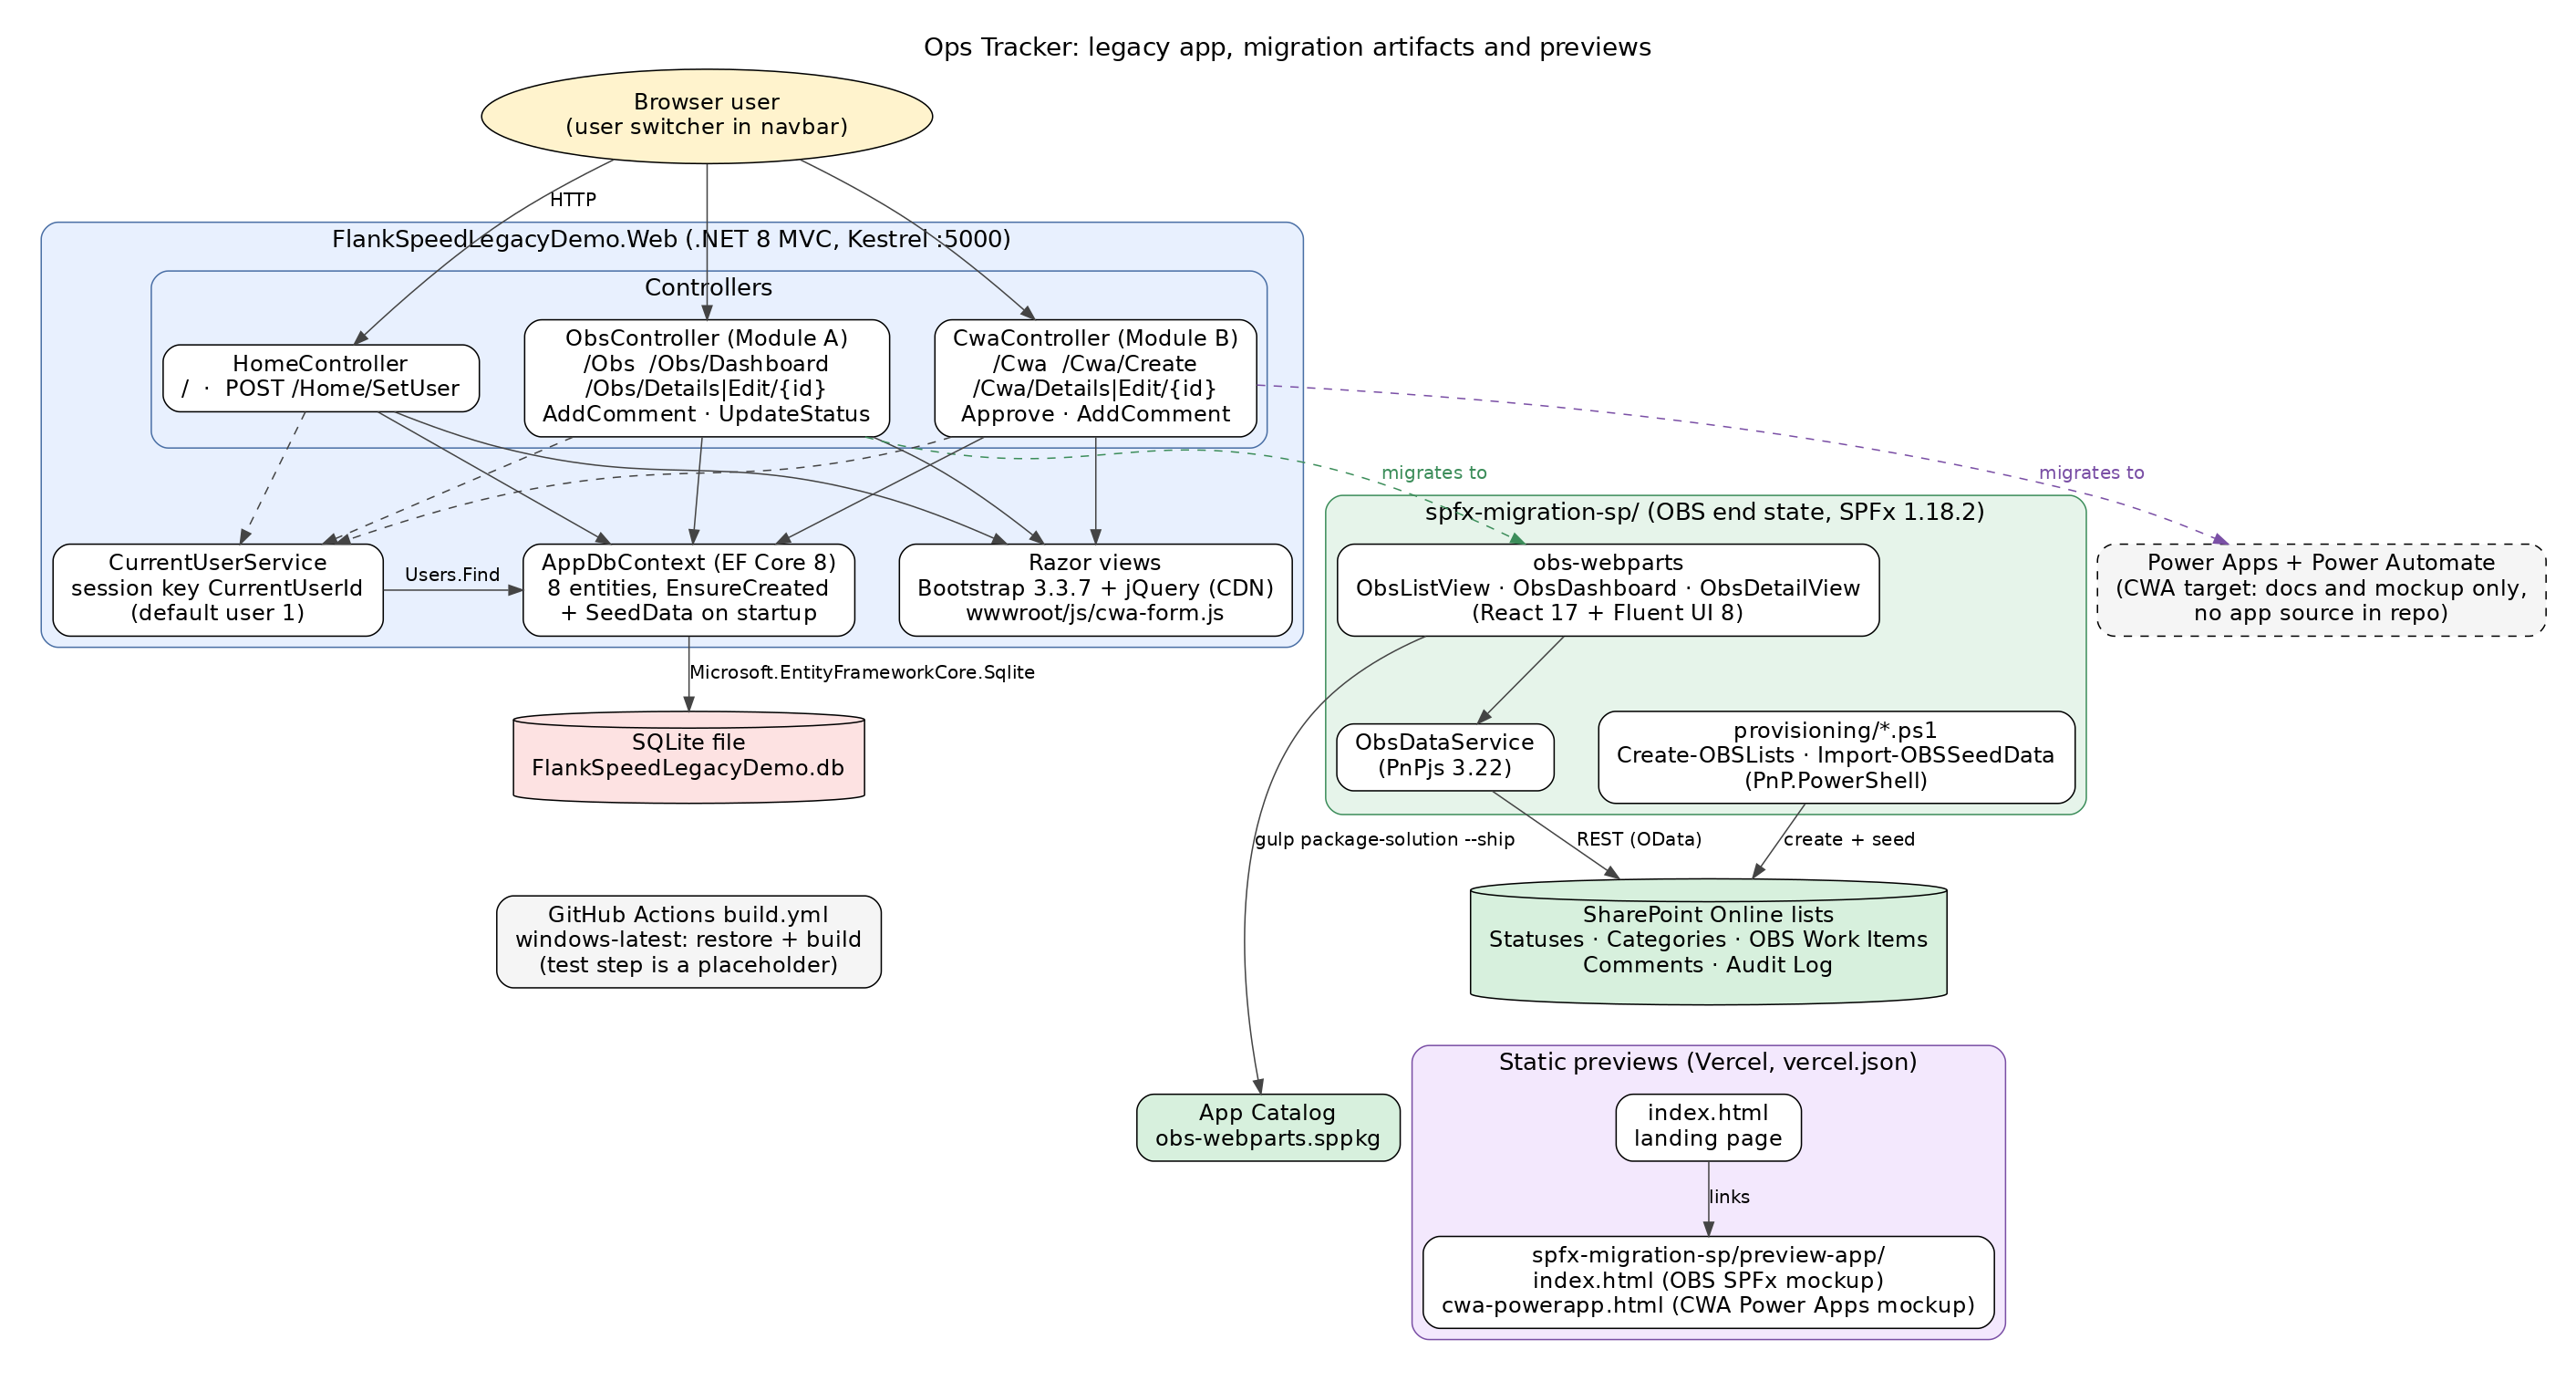 Ops Tracker: legacy app, migration artifacts and previews
Browser user
(user switcher in navbar)
HTTP
FlankSpeedLegacyDemo.Web (.NET 8 MVC, Kestrel :5000)
Controllers
HomeController
/  ·  POST /Home/SetUser
ObsController (Module A)
/Obs  /Obs/Dashboard
/Obs/Details|Edit/{id}
AddComment · UpdateStatus
CwaController (Module B)
/Cwa  /Cwa/Create
/Cwa/Details|Edit/{id}
Approve · AddComment
migrates to
migrates to
CurrentUserService
session key CurrentUserId
(default user 1)
Users.Find
AppDbContext (EF Core 8)
8 entities, EnsureCreated
+ SeedData on startup
Razor views
Bootstrap 3.3.7 + jQuery (CDN)
wwwroot/js/cwa-form.js
spfx-migration-sp/ (OBS end state, SPFx 1.18.2)
obs-webparts
ObsListView · ObsDashboard · ObsDetailView
(React 17 + Fluent UI 8)
Power Apps + Power Automate
(CWA target: docs and mockup only,
no app source in repo)
Microsoft.EntityFrameworkCore.Sqlite
SQLite file
FlankSpeedLegacyDemo.db
ObsDataService
(PnPjs 3.22)
provisioning/*.ps1
Create-OBSLists · Import-OBSSeedData
(PnP.PowerShell)
gulp package-solution --ship
REST (OData)
create + seed
GitHub Actions build.yml
windows-latest: restore + build
(test step is a placeholder)
SharePoint Online lists
Statuses · Categories · OBS Work Items
Comments · Audit Log
App Catalog
obs-webparts.sppkg
Static previews (Vercel, vercel.json)
index.html
landing page
links
spfx-migration-sp/preview-app/
index.html (OBS SPFx mockup)
cwa-powerapp.html (CWA Power Apps mockup)